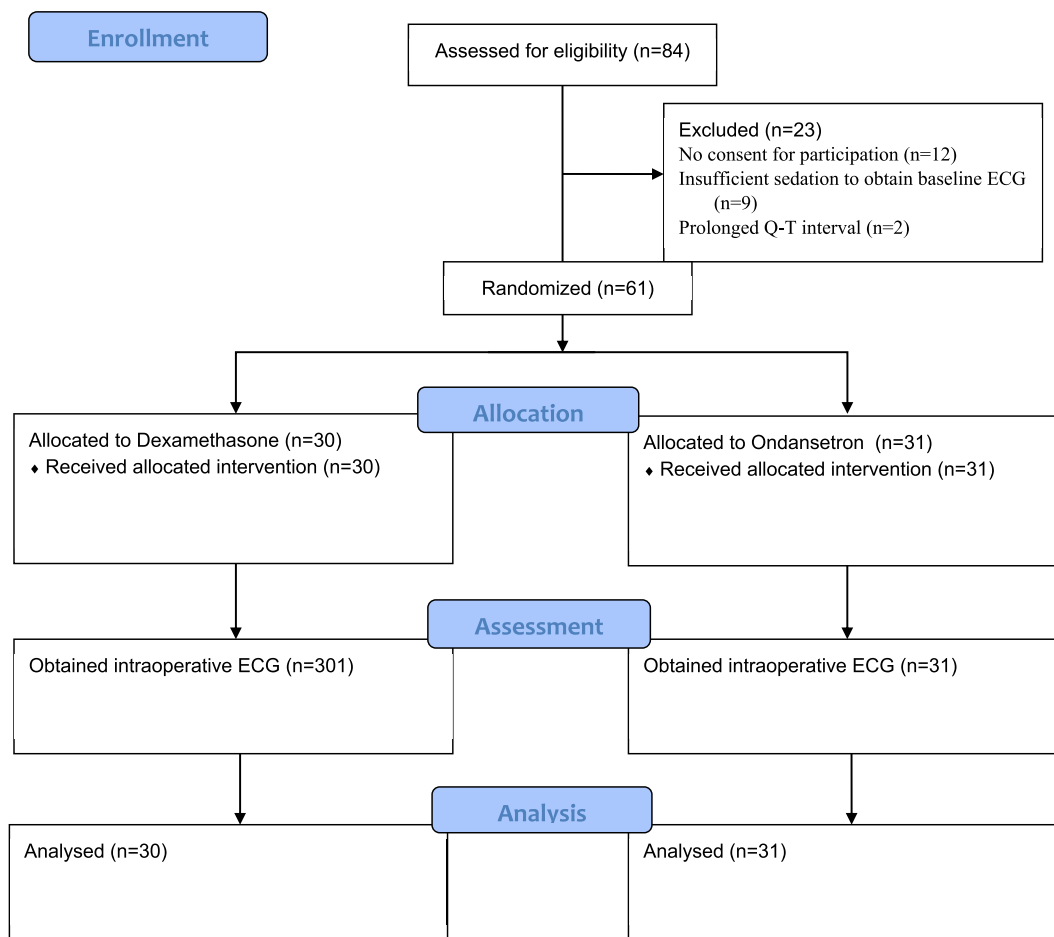 Enrollment
Assessed for eligibility (n=84)
Excluded (n=23)
No consent for participation (n=12)
Insufficient sedation to obtain baseline ECG
(n=9)
Prolonged Q-T interval (n=2)
Randomized (n=61)
Allocation
Allocated to Dexamethasone (n=30)
♦ Received allocated intervention (n=30)
Allocated to Ondansetron (n=31)
♦ Received allocated intervention (n=31)
Assessment
Obtained intraoperative ECG (n=301)
Obtained intraoperative ECG (n=31)
Analysis
Analysed (n=30)
Analysed (n=31)